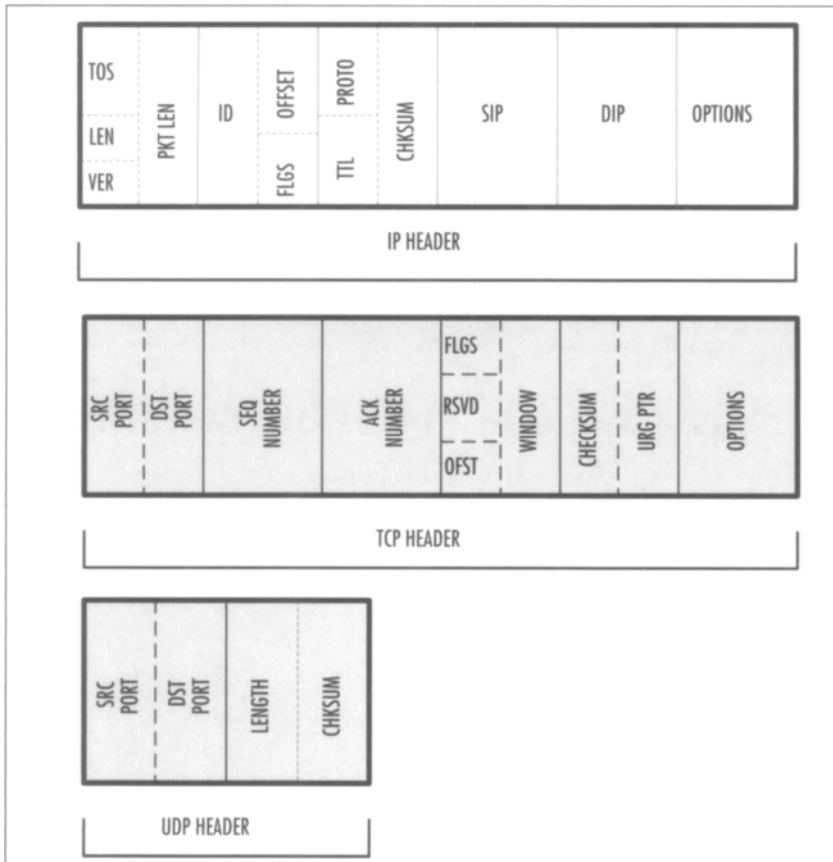 TOS
LEN
VER
PKT LEN
ID
OFFSET
FLGS
PROTO
TTL
CHKSUM
SIP
DIP
OPTIONS
IP HEADER
SRC
PORT
DST
PORT
SEQ
NUMBER
ACK
NUMBER
FLGS
RSVD
OFST
WINDOW
CHECKSUM
URG PTR
OPTIONS
TCP HEADER
SRC
PORT
DST
PORT
LENGTH
CHKSUM
UDP HEADER